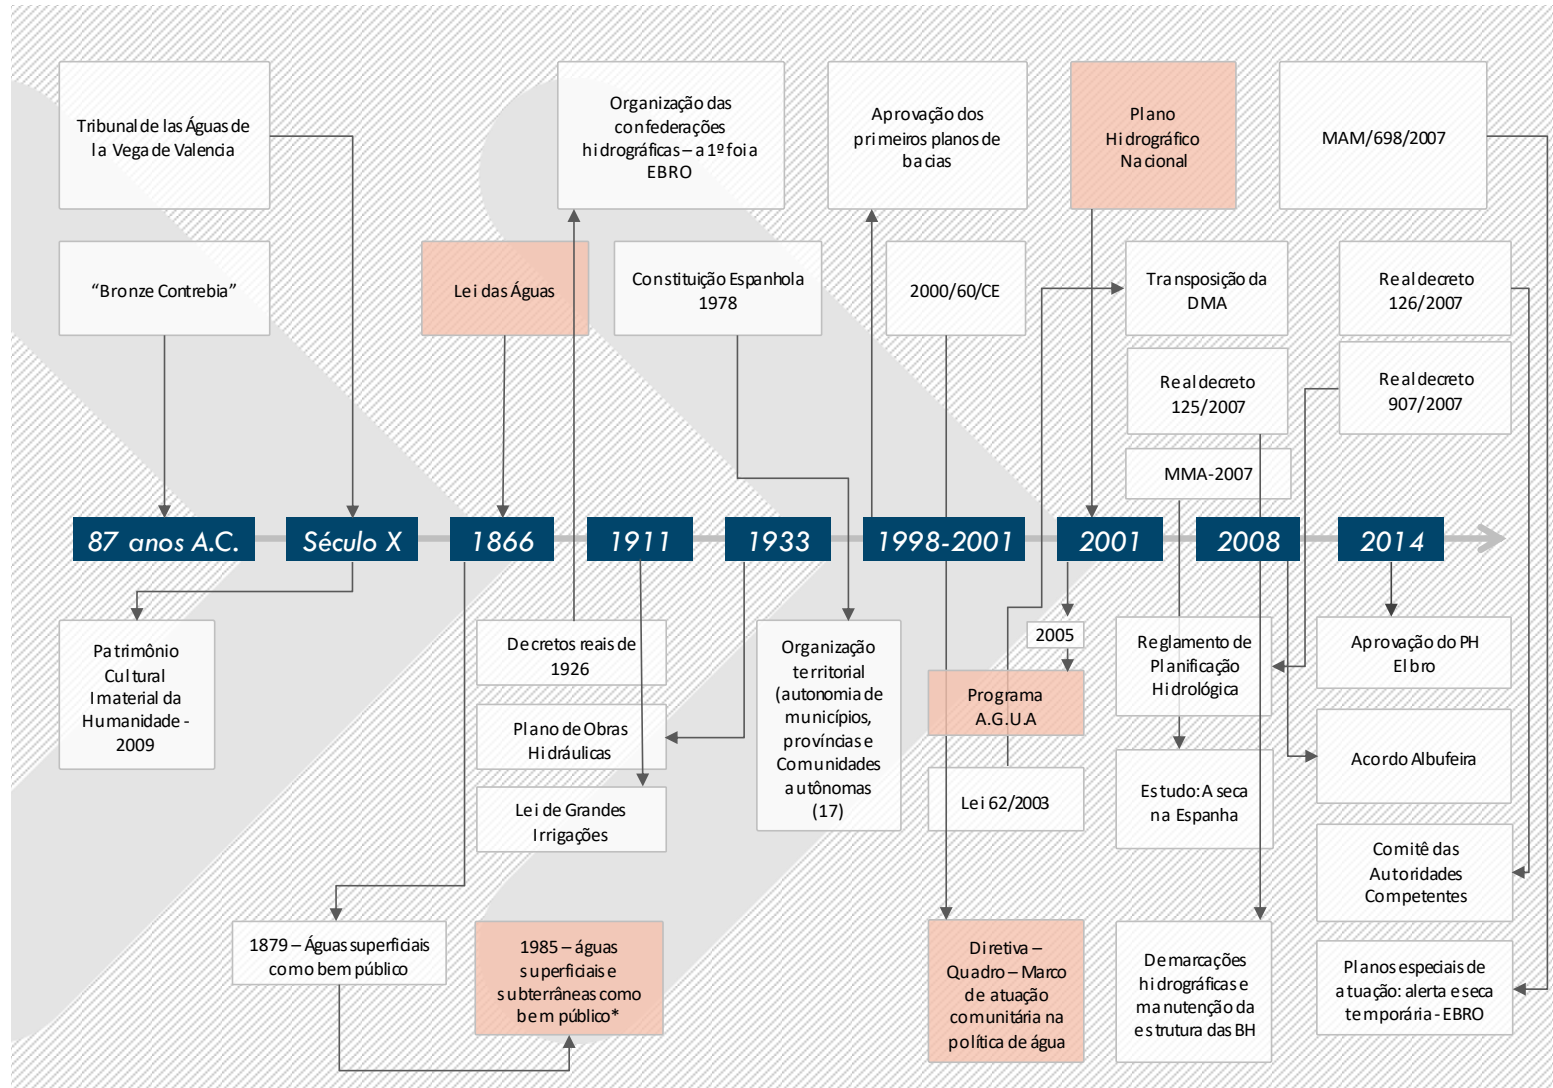 Tribunal de las Águas de
la Vega de Valencia
Organização das
confederações
hidrográficas – a 1º foi a
EBRO
Aprovação dos
primeiros planos de
bacias
Plano
Hidrográfico
Nacional
MAM/698/2007
“Bronze Contrebia”
Lei das Águas
Constituição Espanhola
1978
2000/60/CE
Transposição da
DMA
Real decreto
126/2007
Real decreto
125/2007
Real decreto
907/2007
MMA-2007
87 anos A.C.
Século X
1866
1911
1933
1998-2001
2001
2008
2014
Patrimônio
Cultural
Imaterial da
Humanidade -
2009
Decretos reais de
1926
Plano de Obras
Hidráulicas
Lei de Grandes
Irrigações
Organização
territorial
(autonomia de
municípios,
províncias e
Comunidades
autônomas
(17)
2005
Programa
A.G.U.A
Lei 62/2003
Reglamento de
Planificação
Hidrológica
Estudo: A seca
na Espanha
Aprovação do PH
Elbro
Acordo Albufeira
Comitê das
Autoridades
Competentes
1879 – Águas superficiais
como bem público
1985 – águas
superficiais e
subterrâneas como
bem público*
Diretiva –
Quadro – Marco
de atuação
comunitária na
política de água
Demarcações
hidrográficas e
manutenção da
estrutura das BH
Planos especiais de
atuação: alerta e seca
temporária - EBRO